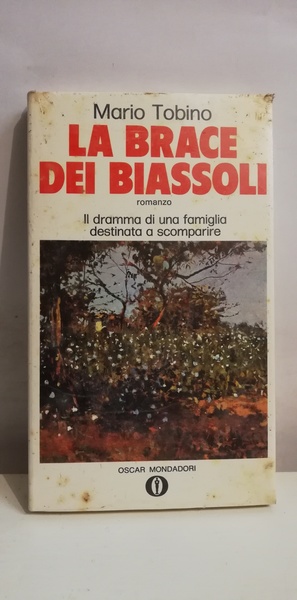 Mario Tobino
LA BRACE
DEI BIASSOLI
romanzo
Il dramma di una famiglia
destinata a scomparire
OSCAR MONDADORI